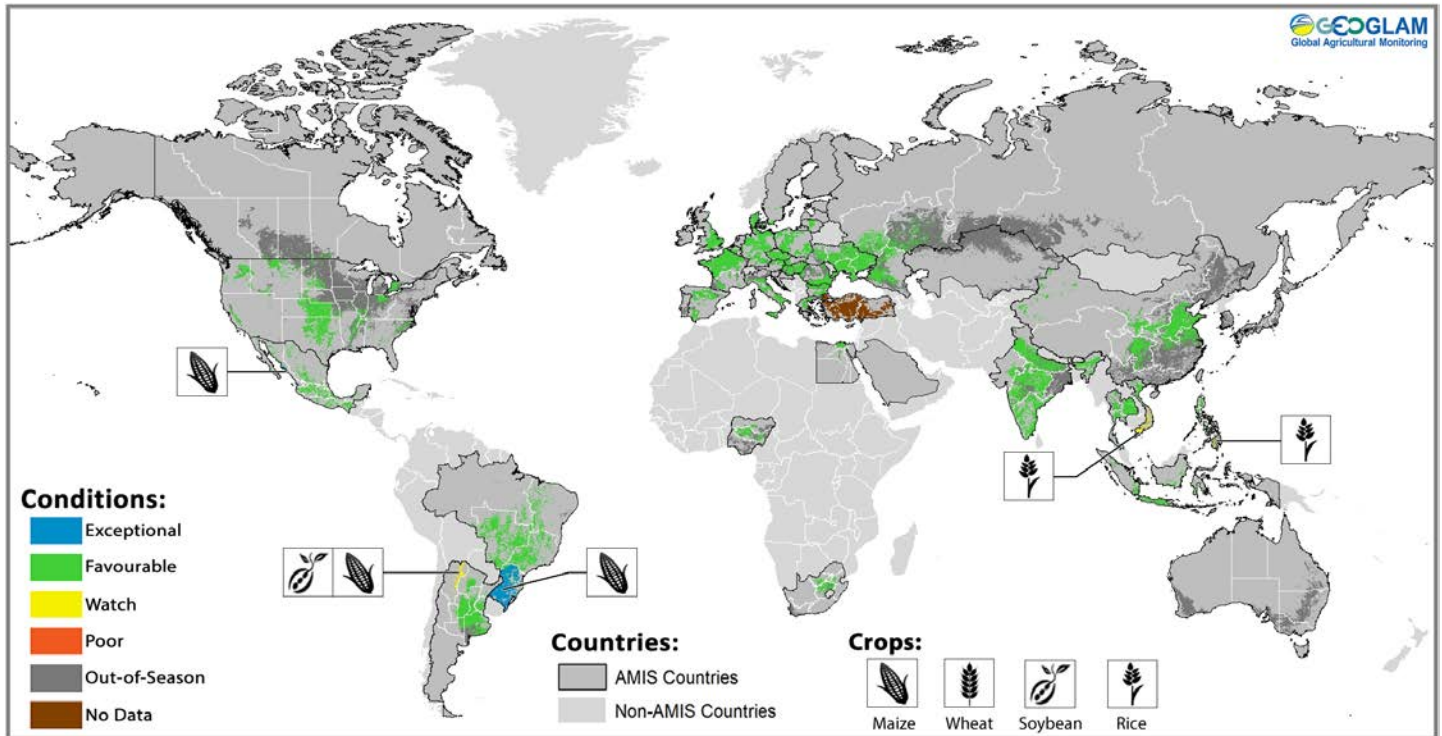 GEOGLAM
Global Agricultural Monitoring
Conditions:
Exceptional
Favourable
Watch
Poor
Out-of-Season
No Data
Countries:
AMIS Countries
Non-AMIS Countries
Crops:
Maize
Wheat
Soybean
Rice